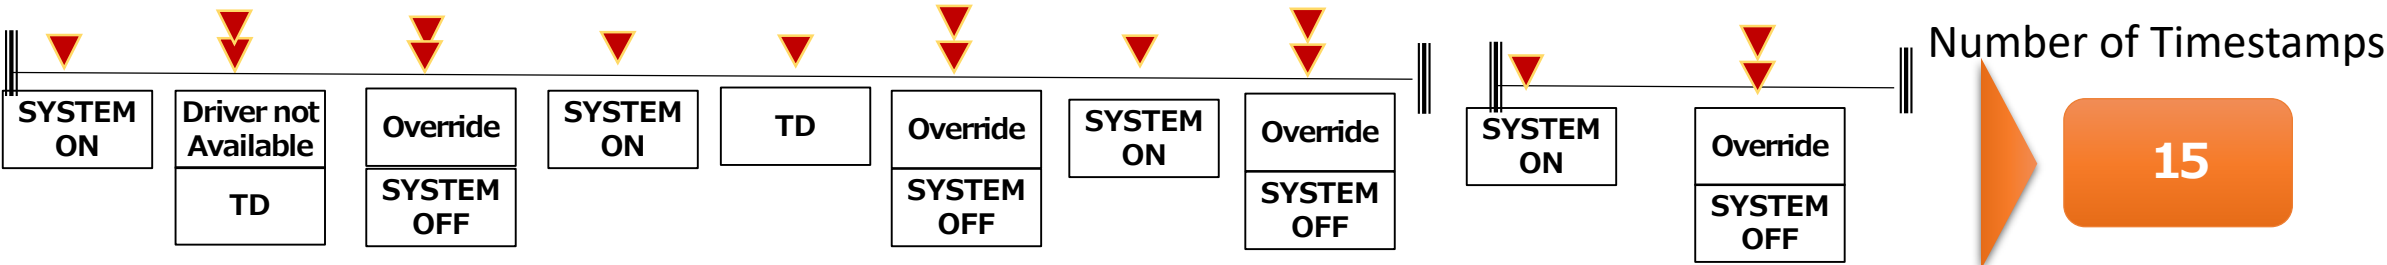 Number of Timestamps
SYSTEM
ON
Driver not
Available
TD
Override
SYSTEM
OFF
SYSTEM
ON
TD
Override
SYSTEM
OFF
SYSTEM
ON
Override
SYSTEM
OFF
SYSTEM
ON
Override
SYSTEM
OFF
15